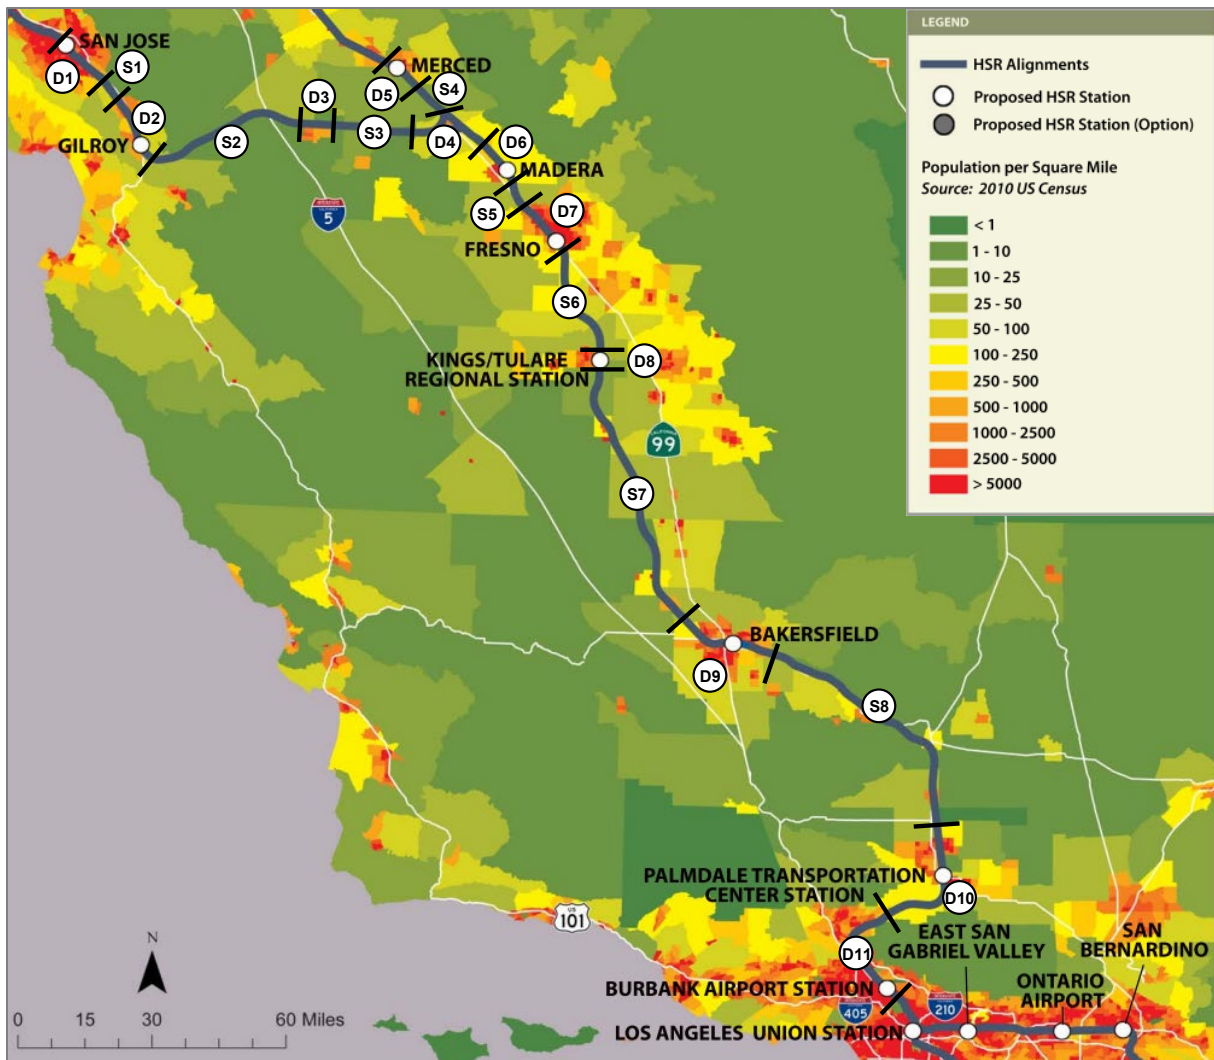 LEGEND
HSR Alignments
Proposed HSR Station
Proposed HSR Station (Option)
Population per Square Mile
Source: 2010 US Census
< 1
1 - 10
10 - 25
25 - 50
50 - 100
100 - 250
250 - 500
500 - 1000
1000 - 2500
2500 - 5000
> 5000
SAN JOSE
D1
S1
MERCED
D5
S4
D3
D2
GILROY
S2
S3
D4
D6
MADERA
INTERSTATE
CALIFORNIA
5
S5
D7
FRESNO
S6
KINGS/TULARE
REGIONAL STATION
D8
CALIFORNIA
99
S7
BAKERSFIELD
D9
S8
PALMDALE TRANSPORTATION
CENTER STATION
D10
US
101
D11
EAST SAN
GABRIEL VALLEY
SAN
BERNARDINO
BURBANK AIRPORT STATION
ONTARIO
AIRPORT
405
210
LOS ANGELES UNION STATION
N
0 15 30 60 Miles